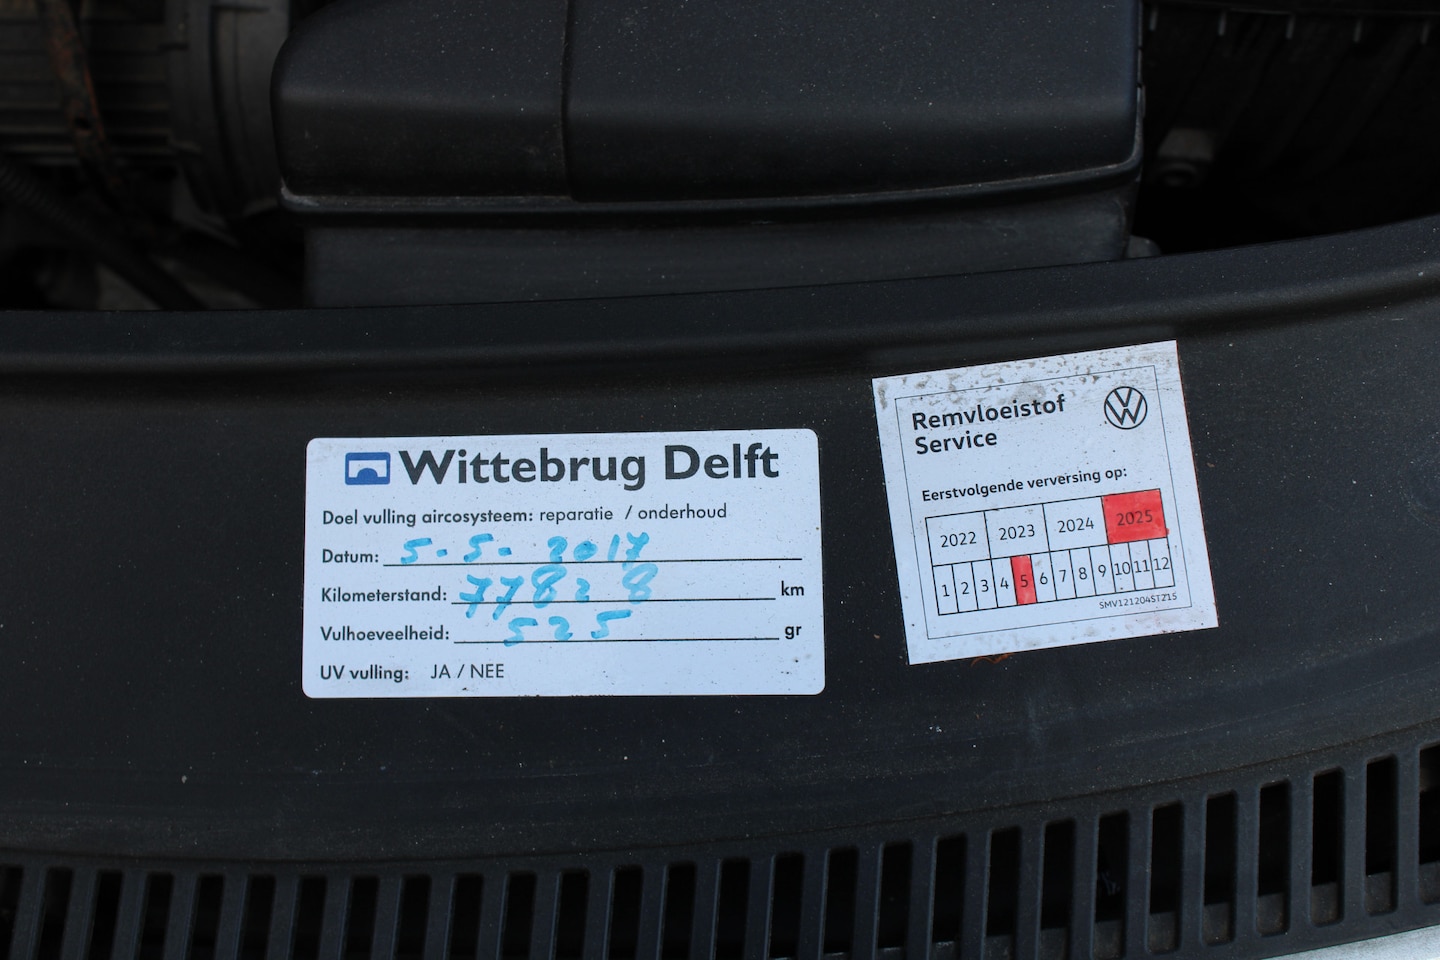 Wittebrug Delft
Doel vulling aircosysteem: reparatie / onderhoud
Datum: 5-5-2017
Kilometerstand: 77828 km
Vulhoeveelheid: 525 gr
UV vulling: JA / NEE
Remvloeistof
Service
Eerstvolgende verversing op:
2022 2023 2024 2025
1 2 3 4 5 6 7 8 9 10 11 12
SMV121204STZ15